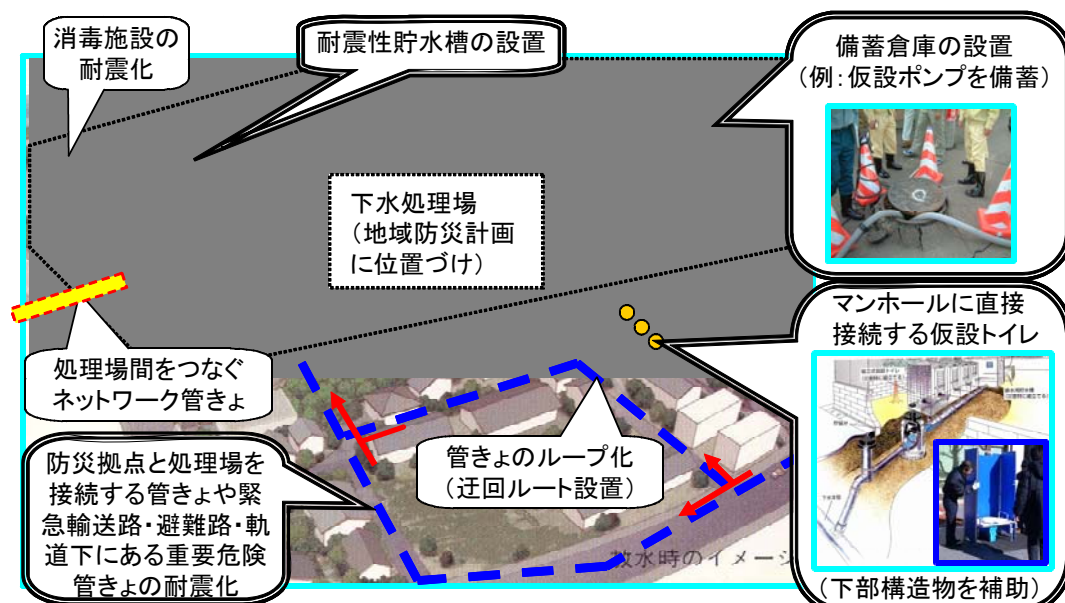 消毒施設の
耐震化
耐震性貯水槽の設置
備蓄倉庫の設置
(例:仮設ポンプを備蓄)
下水処理場
(地域防災計画
に位置づけ)
処理場間をつなぐ
ネットワーク管きょ
マンホールに直接
接続する仮設トイレ
管きょのループ化
(迂回ルート設置)
防災拠点と処理場を
接続する管きょや緊
急輸送路・避難路・軌
道下にある重要危険
管きょの耐震化
散水時のイメージ
(下部構造物を補助)